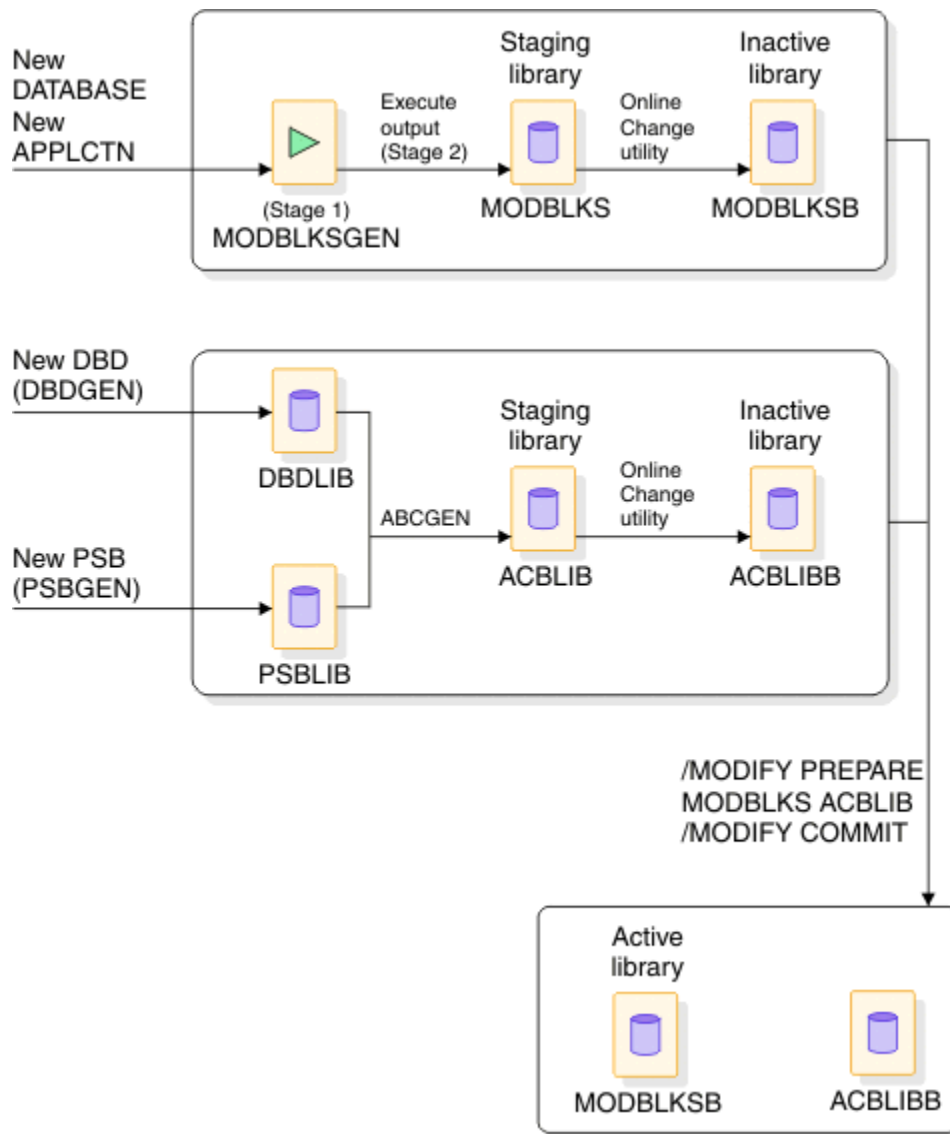 New
DATABASE
New
APPLCTN
(Stage 1)
MODBLKSGEN
Execute
output
(Stage 2)
Staging
library
MODBLKS
Online
Change
utility
Inactive
library
MODBLKSB
New DBD
(DBDGEN)
DBDLIB
New PSB
(PSBGEN)
PSBLIB
ABCGEN
Staging
library
ACBLIB
Online
Change
utility
Inactive
library
ACBLIBB
/MODIFY PREPARE
MODBLKS ACBLIB
/MODIFY COMMIT
Active
library
MODBLKSB
ACBLIBB